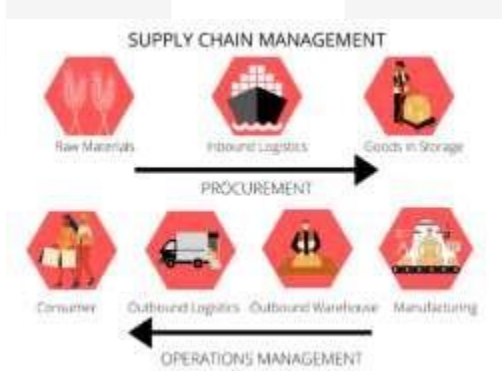 SUPPLY CHAIN MANAGEMENT
Raw Materials Inbound Logistics Goods in Storage
PROCUREMENT
Consumer Outbound Logistics Outbound Warehouse Manufacturing
OPERATIONS MANAGEMENT